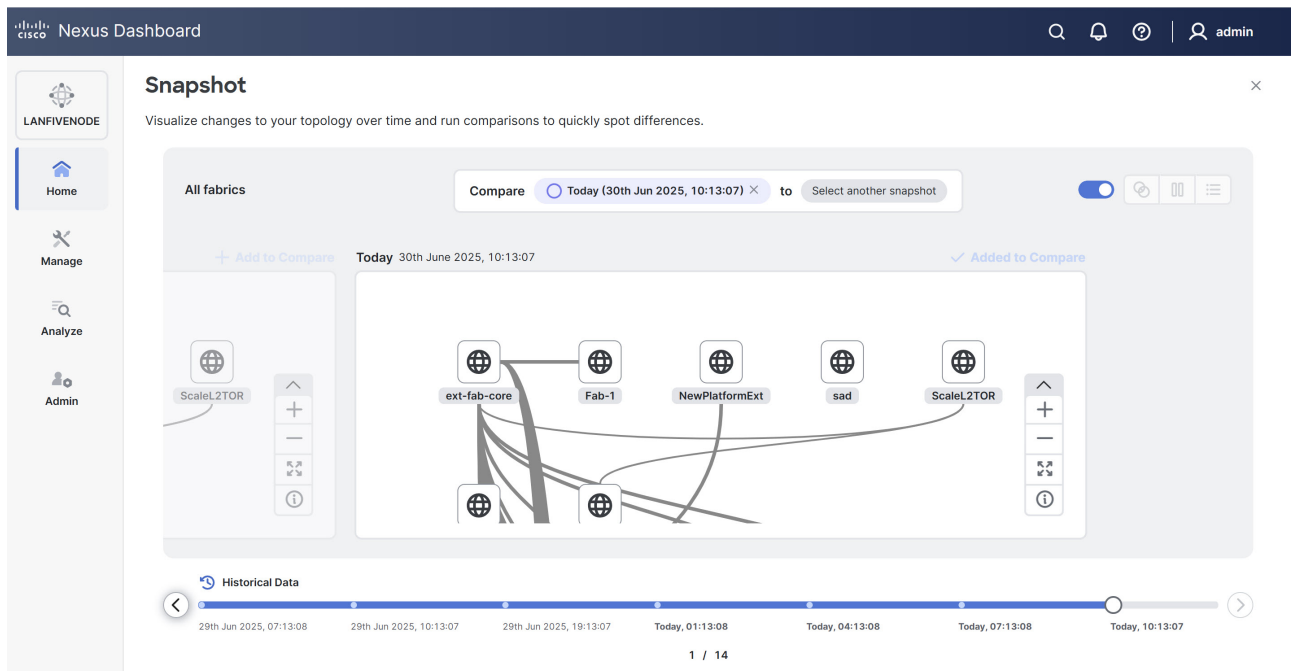 CISCO Nexus Dashboard
admin
LANFIVENODE
Home
Manage
Analyze
Admin
Snapshot
Visualize changes to your topology over time and run comparisons to quickly spot differences.
All fabrics
Compare Today (30th Jun 2025, 10:13:07) to Select another snapshot
Add to Compare
Today 30th June 2025, 10:13:07
Added to Compare
ScaleL2TOR
ext-fab-core
Fab-1
NewPlatformExt
sad
ScaleL2TOR
Historical Data
29th Jun 2025, 07:13:08
29th Jun 2025, 10:13:07
29th Jun 2025, 19:13:07
Today, 01:13:08
Today, 04:13:08
Today, 07:13:08
Today, 10:13:07
1 / 14